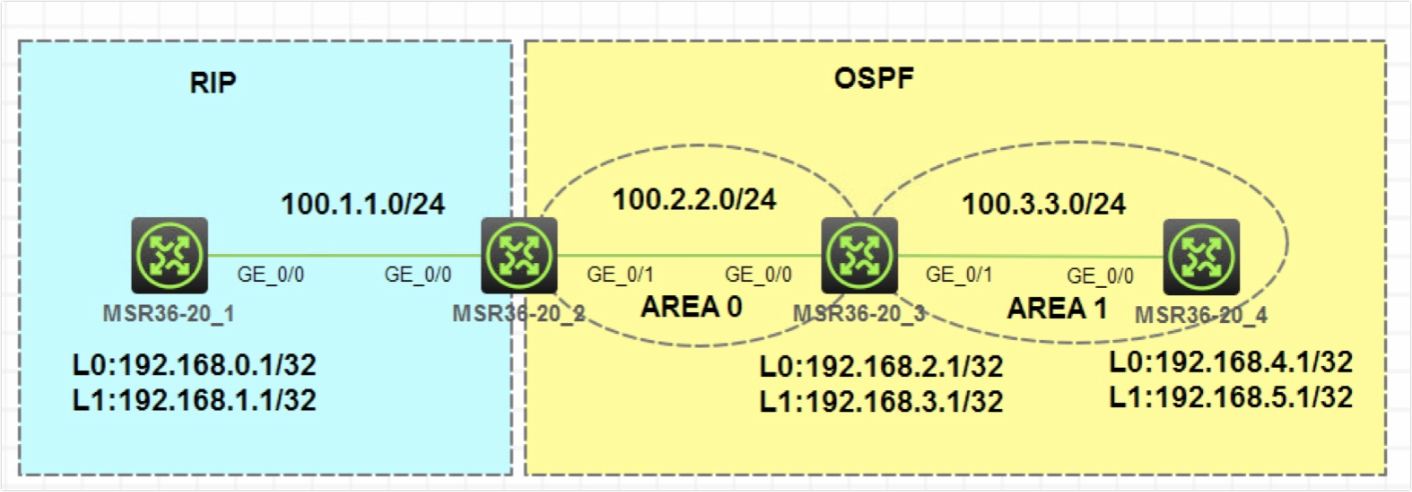 RIP
OSPF
100.1.1.0/24
100.2.2.0/24
100.3.3.0/24
GE_0/0
GE_0/0
GE_0/1
GE_0/0
GE_0/1
GE_0/0
MSR36-20_1
MSR36-20_2
AREA 0
MSR36-20_3
AREA 1
MSR36-20_4
L0:192.168.0.1/32
L1:192.168.1.1/32
L0:192.168.2.1/32
L1:192.168.3.1/32
L0:192.168.4.1/32
L1:192.168.5.1/32